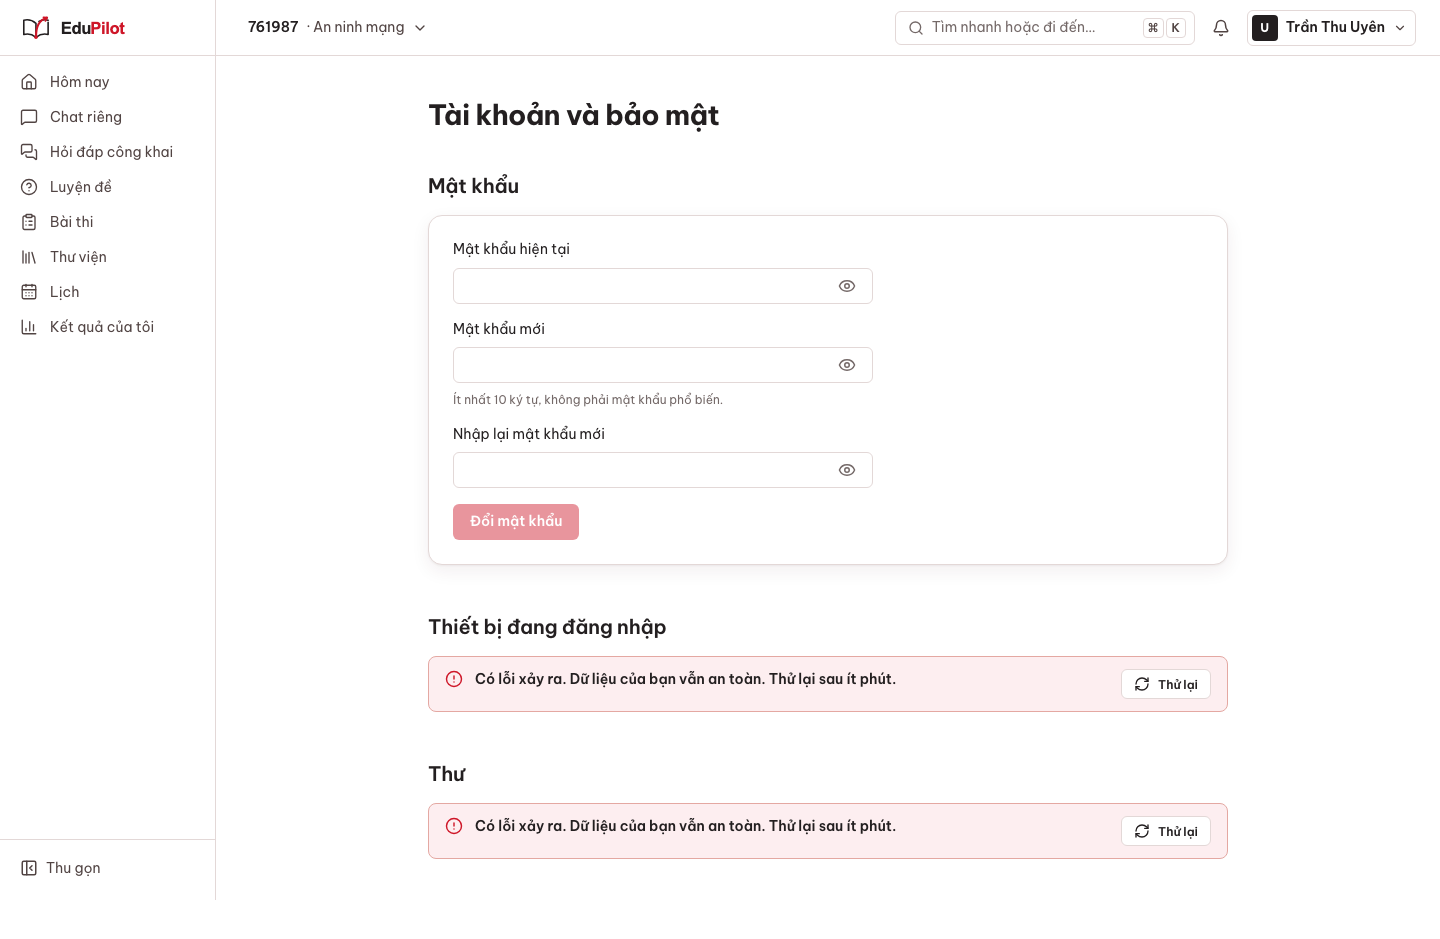 EduPilot
761987 · An ninh mạng
Tìm nhanh hoặc đi đến...
⌘ K
U Trần Thu Uyên
Hôm nay
Chat riêng
Hỏi đáp công khai
Luyện đề
Bài thi
Thư viện
Lịch
Kết quả của tôi
Thu gọn
Tài khoản và bảo mật
Mật khẩu
Mật khẩu hiện tại
Mật khẩu mới
Ít nhất 10 ký tự, không phải mật khẩu phổ biến.
Nhập lại mật khẩu mới
Đổi mật khẩu
Thiết bị đang đăng nhập
Có lỗi xảy ra. Dữ liệu của bạn vẫn an toàn. Thử lại sau ít phút.
Thử lại
Thư
Có lỗi xảy ra. Dữ liệu của bạn vẫn an toàn. Thử lại sau ít phút.
Thử lại